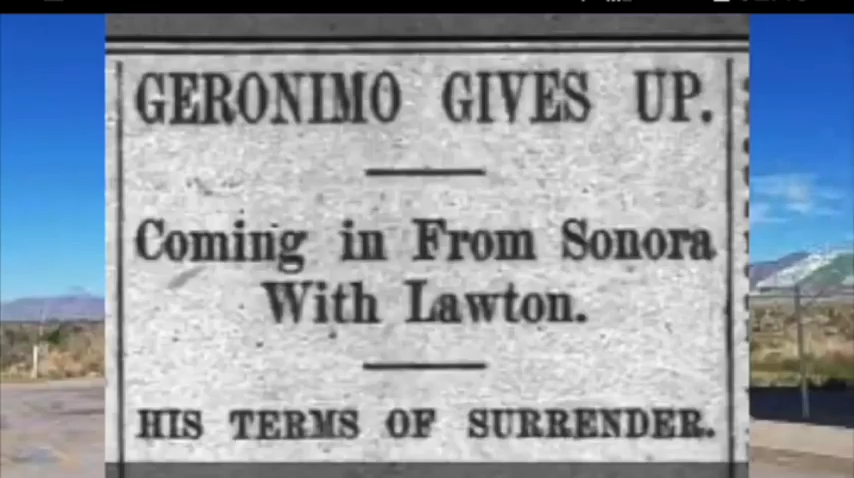 GERONIMO GIVES UP.
Coming in From Sonora
With Lawton.
HIS TERMS OF SURRENDER.